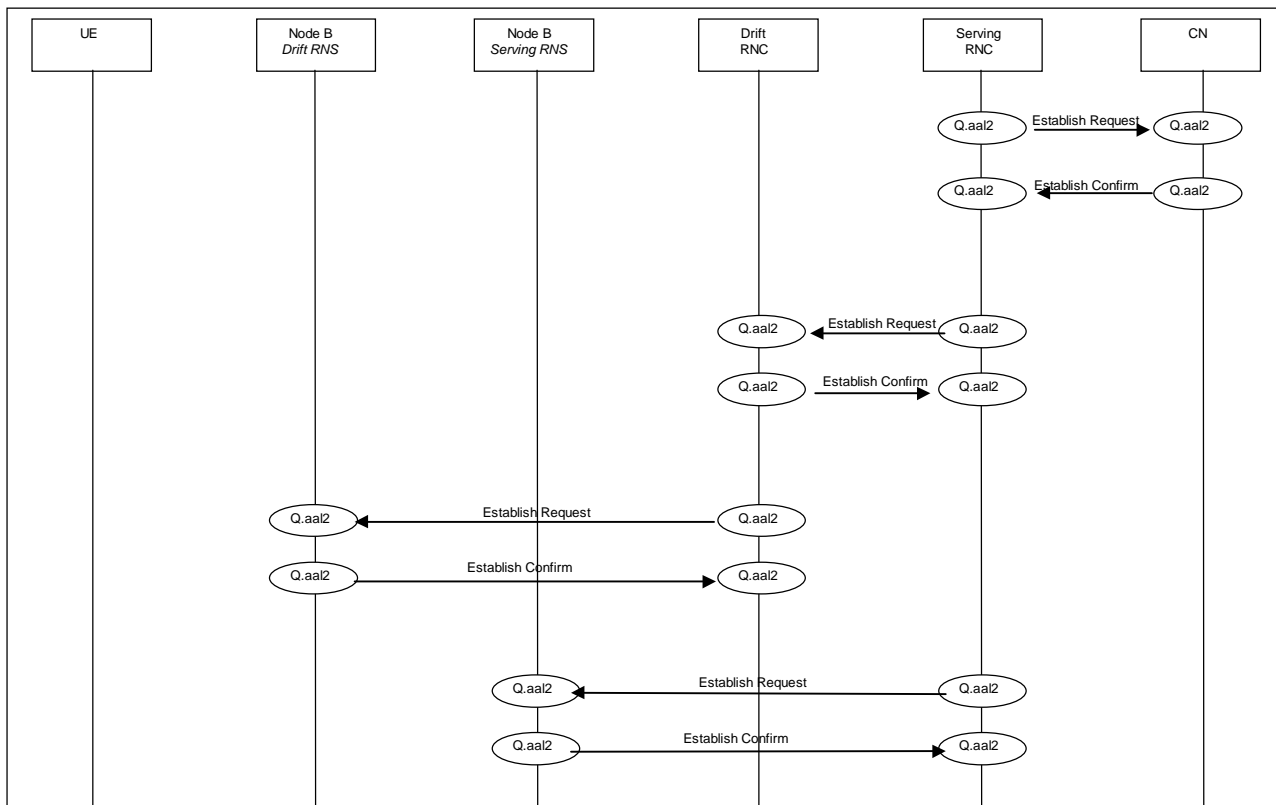 UE
Node B
Drift RNS
Node B
Serving RNS
Drift
RNC
Serving
RNC
CN
Q.aal2
Establish Request
Q.aal2
Q.aal2
Establish Confirm
Q.aal2
Q.aal2
Establish Request
Q.aal2
Q.aal2
Establish Confirm
Q.aal2
Q.aal2
Establish Request
Q.aal2
Q.aal2
Establish Confirm
Q.aal2
Q.aal2
Establish Request
Q.aal2
Q.aal2
Establish Confirm
Q.aal2